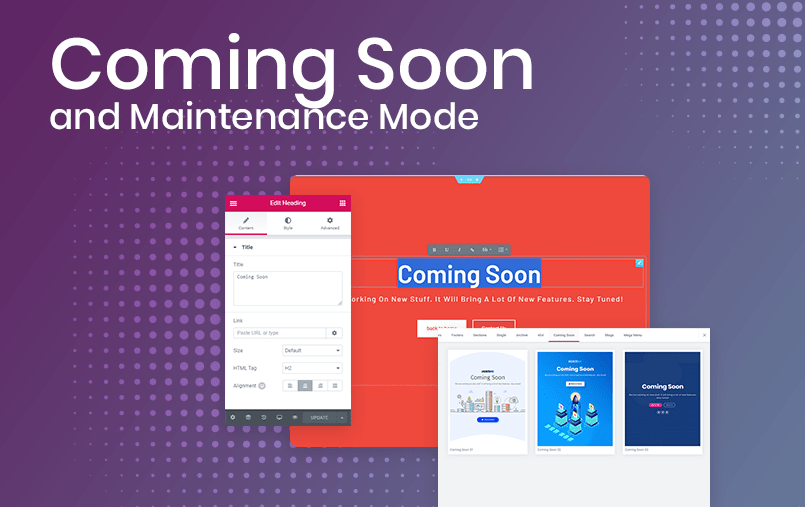 Coming Soon
and Maintenance Mode
Edit Heading
Content
Style
Advanced
Title
Title
Coming Soon
Link
Paste URL or type
Size
Default
HTML Tag
H2
Alignment
UPDATE
B U I
Coming Soon
orking On New Stuff. It Will Bring A Lot Of New Features. Stay Tuned!
Back to home
Contact Us
Headers Sections Single Archive 404 Coming Soon Search Blogs Mega Menu
Coming Soon
Coming Soon 01
Coming Soon
Coming Soon 02
Coming Soon
Coming Soon 03